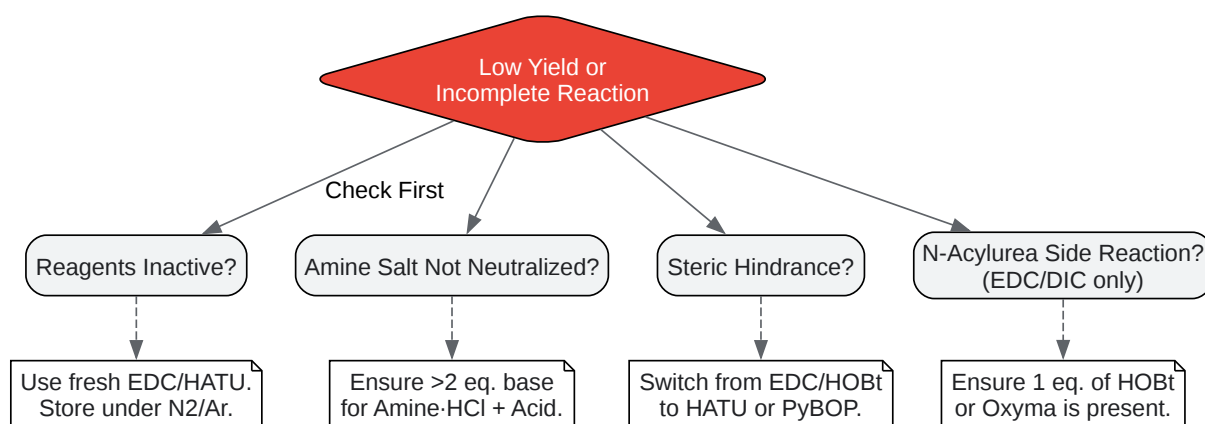 Low Yield or
Incomplete Reaction
Check First
Reagents Inactive?
Amine Salt Not Neutralized?
Steric Hindrance?
N-Acylurea Side Reaction?
(EDC/DIC only)
Use fresh EDC/HATU.
Store under N2/Ar.
Ensure >2 eq. base
for Amine·HCl + Acid.
Switch from EDC/HOBt
to HATU or PyBOP.
Ensure 1 eq. of HOBt
or Oxyma is present.